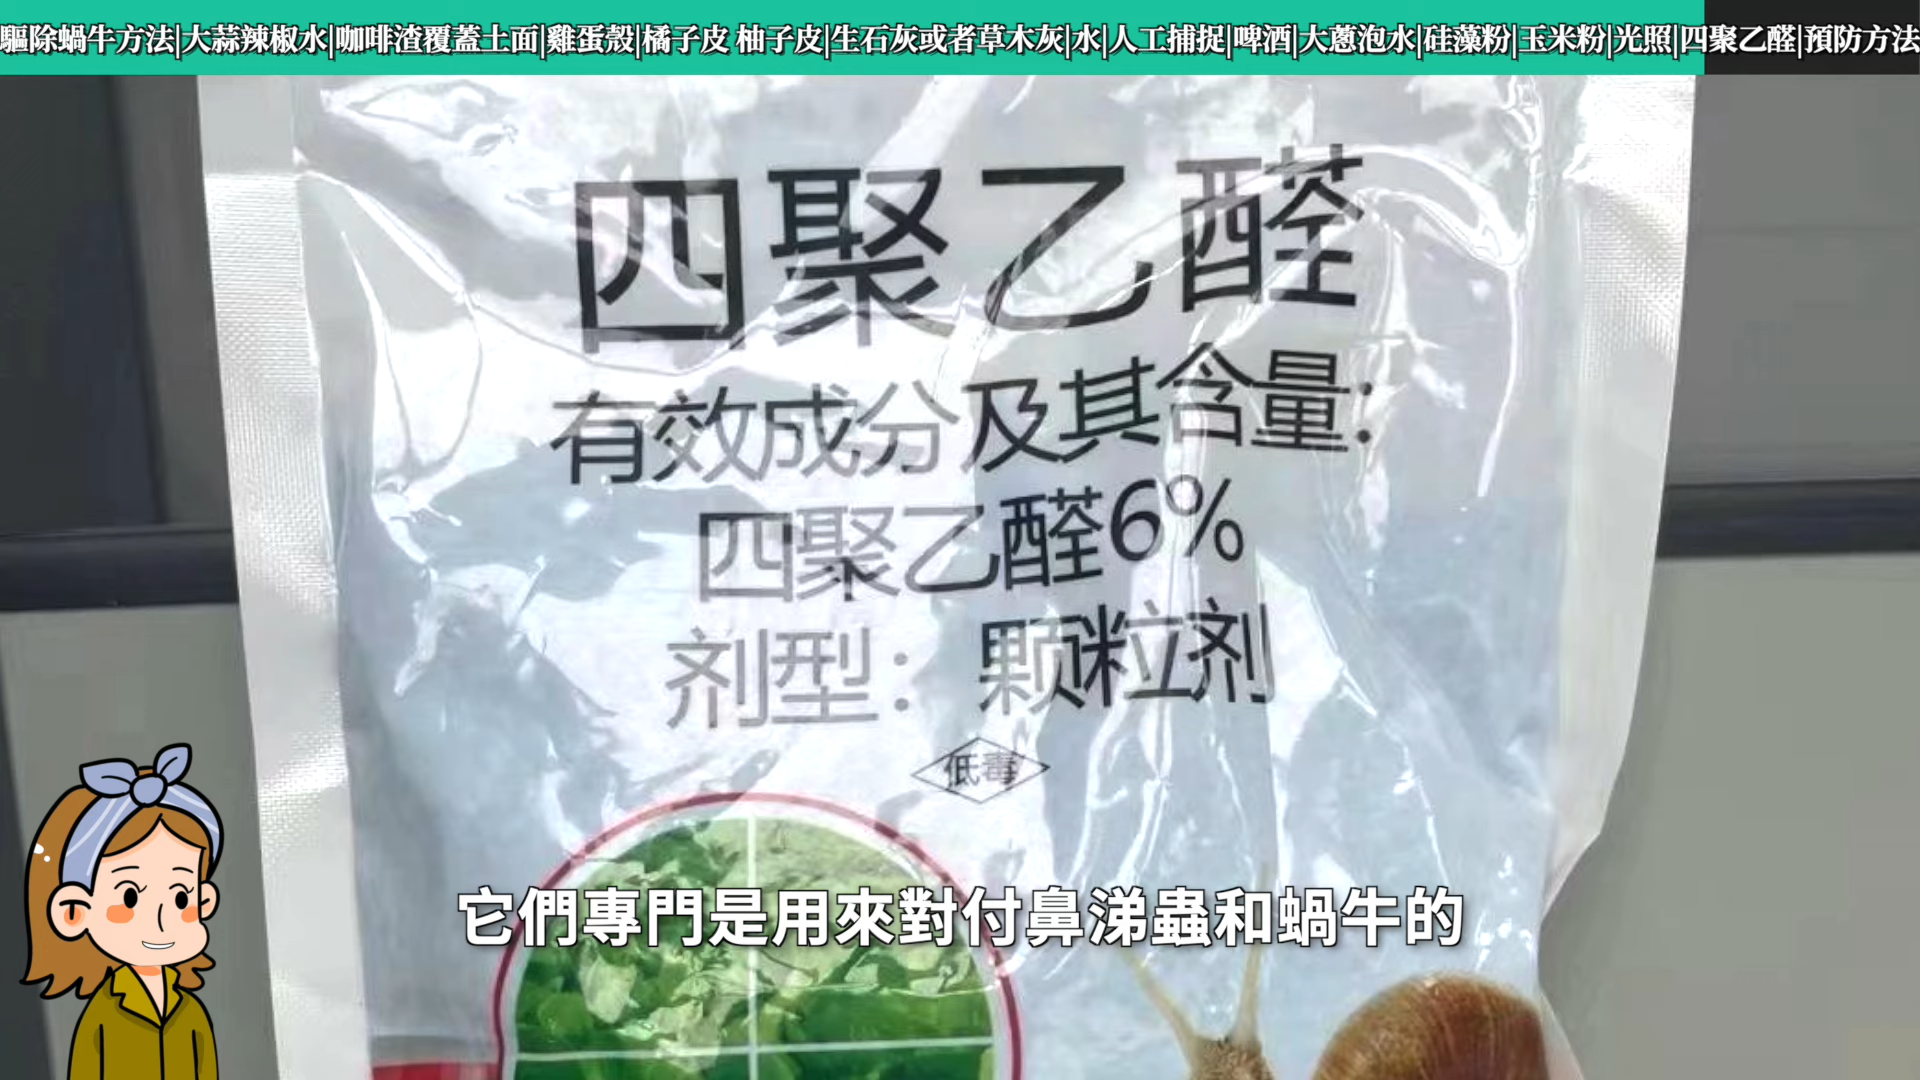 驅除蝸牛方法|大蒜辣椒水|咖啡渣覆蓋土面|雞蛋殼|橘子皮 柚子皮|生石灰或者草木灰|水|人工捕捉|啤酒|大蔥泡水|硅藻粉|玉米粉|光照|四聚乙醛|預防方法
四聚乙醛
有效成分及其含量:
四聚乙醛6%
剂型：颗粒剂
低毒
它們專門是用來對付鼻涕蟲和蝸牛的